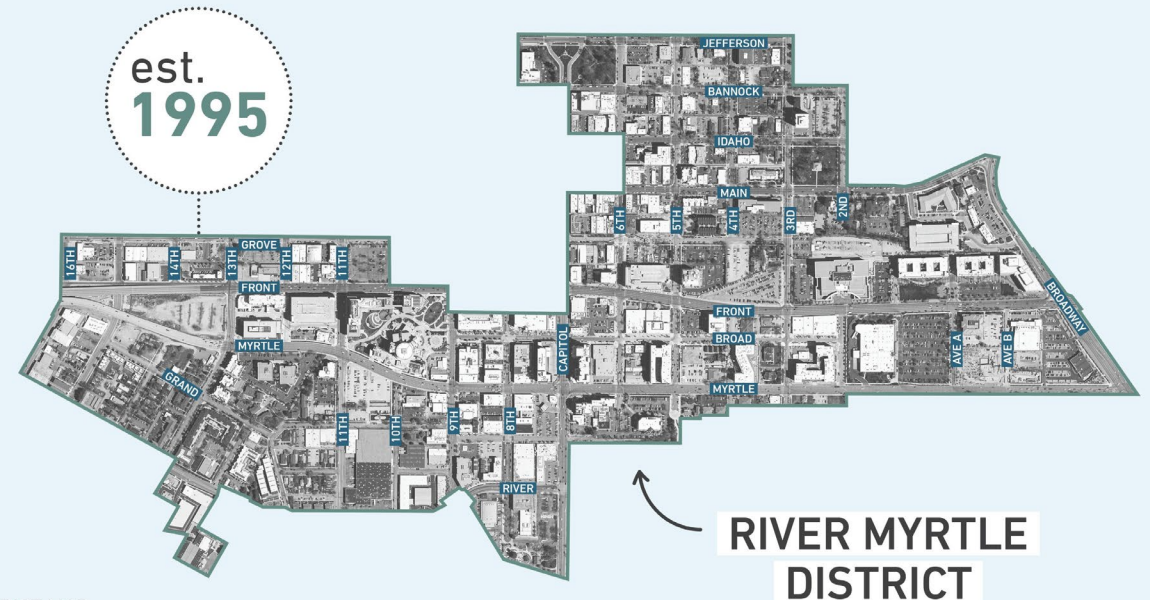 est.
1995
JEFFERSON
BANNOCK
IDAHO
MAIN
6TH
5TH
4TH
3RD
2ND
GROVE
16TH
14TH
13TH
12TH
11TH
FRONT
FRONT
BROADWAY
MYRTLE
CAPITOL
BROAD
AVE A
AVE B
GRAND
MYRTLE
11TH
10TH
9TH
8TH
RIVER
RIVER MYRTLE
DISTRICT